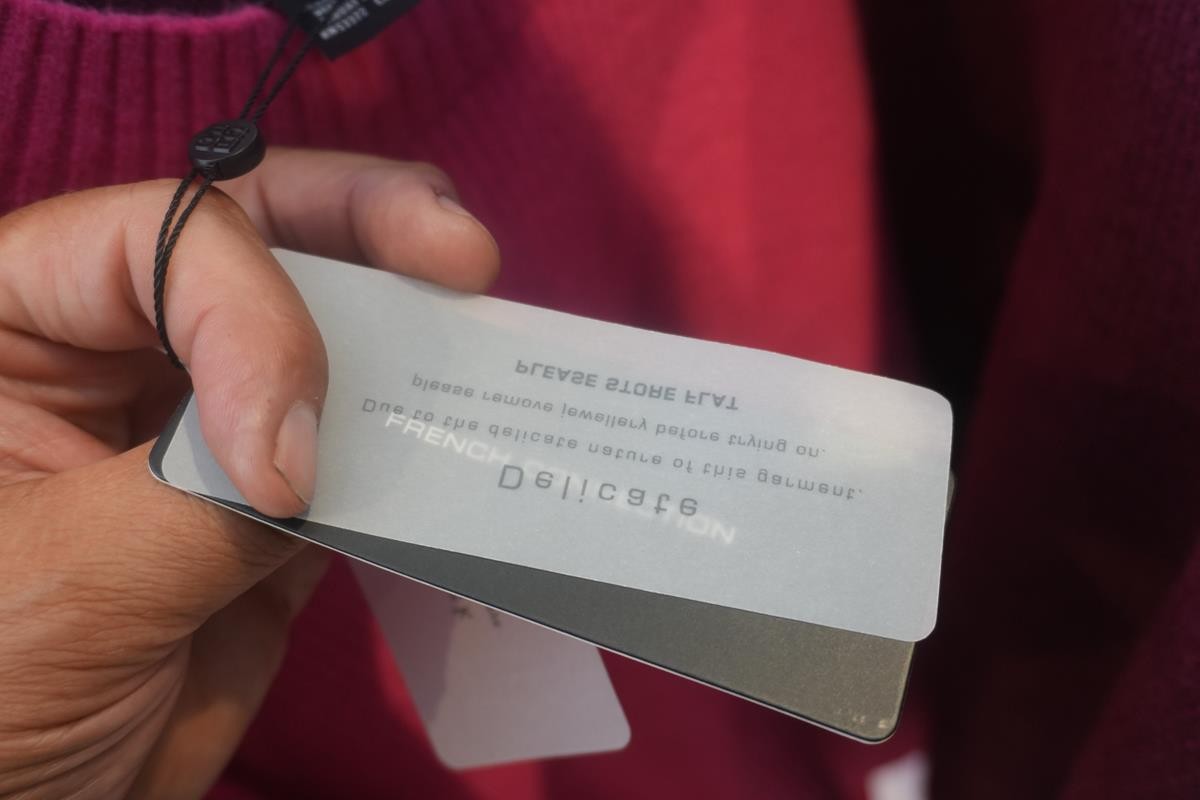 Delicate
Due to the delicate nature of this garment,
please remove jewellery before trying on.
PLEASE STORE FLAT
FRENCH CONNECTION